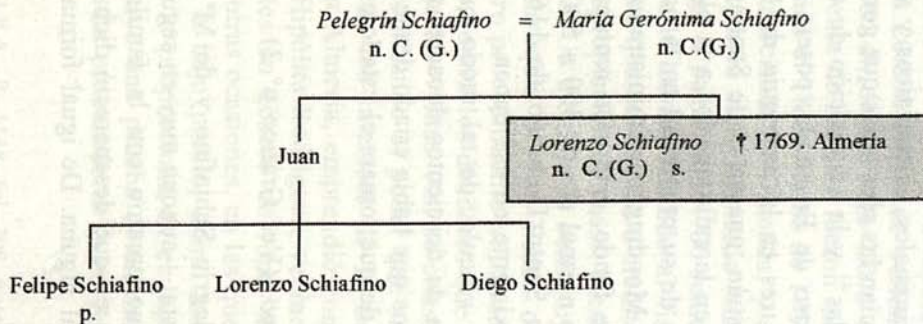 Pelegrín Schiafino = María Gerónima Schiafino
n. C. (G.) n. C.(G.)
Juan
Lorenzo Schiafino † 1769. Almería
n. C. (G.) s.
Felipe Schiafino Lorenzo Schiafino Diego Schiafino
p.